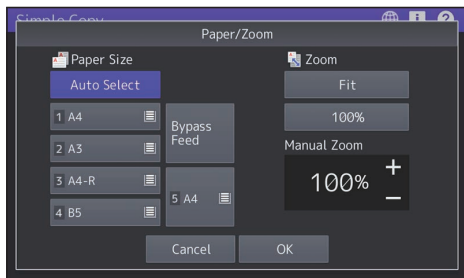 Simple Copy
Paper/Zoom
Paper Size
Auto Select
1 A4
2 A3
3 A4-R
4 B5
Bypass
Feed
5 A4
Zoom
Fit
100%
Manual Zoom
100%
+
−
Cancel
OK